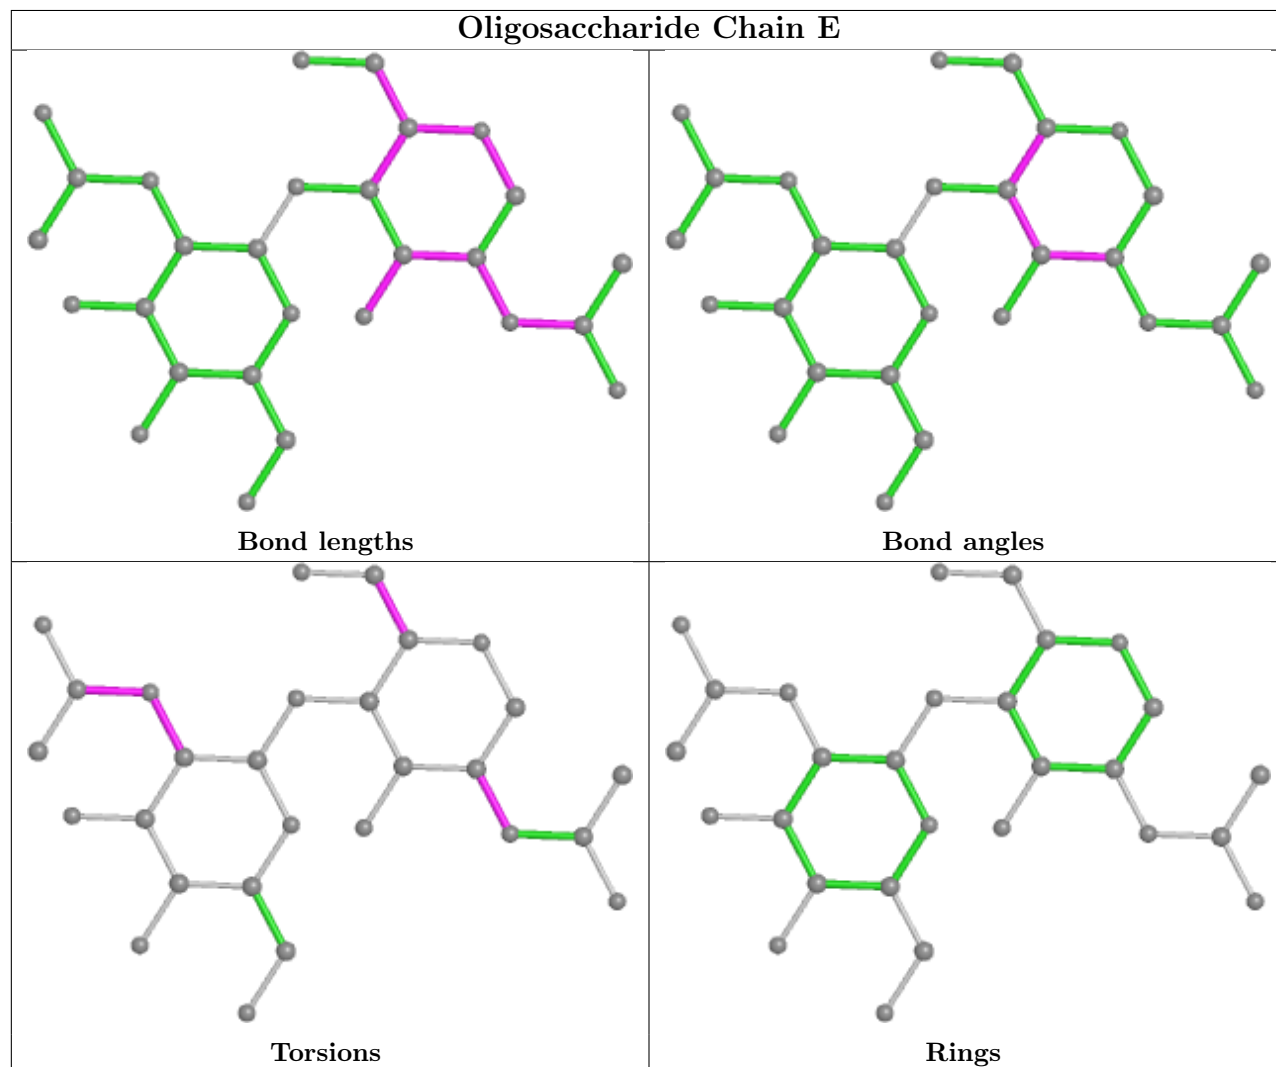 Oligosaccharide Chain E
Bond lengths
Bond angles
Torsions
Rings